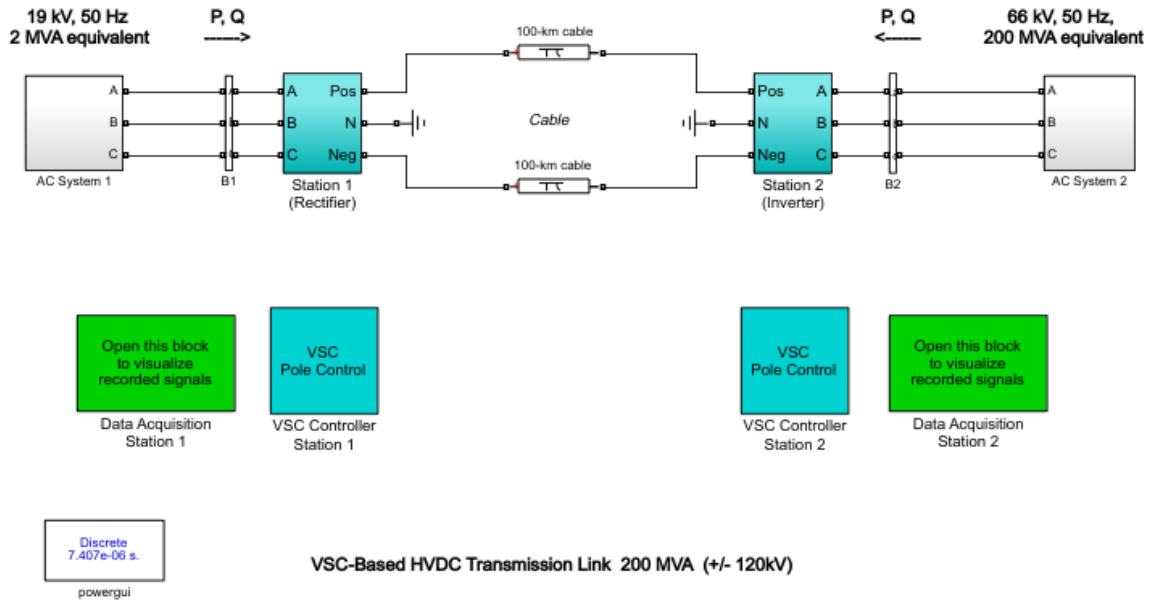 19 kV, 50 Hz
2 MVA equivalent
P, Q
------>
P, Q
<------
66 kV, 50 Hz,
200 MVA equivalent
100-km cable
A
B
C
A
B
C
Pos
N
Neg
Cable
Pos
N
Neg
A
B
C
A
B
C
100-km cable
AC System 1
B1
Station 1
(Rectifier)
Station 2
(Inverter)
B2
AC System 2
Open this block
to visualize
recorded signals
Data Acquisition
Station 1
VSC
Pole Control
VSC Controller
Station 1
VSC
Pole Control
VSC Controller
Station 2
Open this block
to visualize
recorded signals
Data Acquisition
Station 2
Discrete
7.407e-06 s.
powergui
VSC-Based HVDC Transmission Link 200 MVA (+/- 120kV)